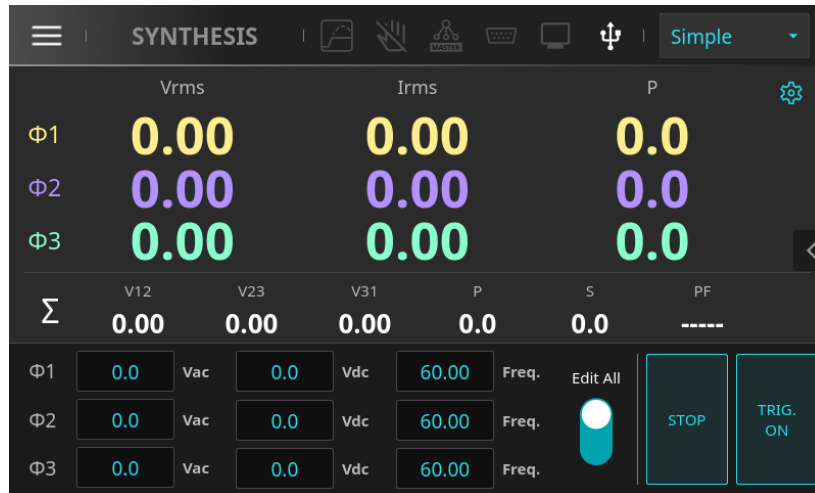 SYNTHESIS MASTER Simple
Vrms Irms P
Φ1 0.00 0.00 0.0
Φ2 0.00 0.00 0.0
Φ3 0.00 0.00 0.0
V12 V23 V31 P S PF
Σ 0.00 0.00 0.00 0.0 0.0 -----
Φ1 0.0 Vac 0.0 Vdc 60.00 Freq. Edit All
Φ2 0.0 Vac 0.0 Vdc 60.00 Freq. STOP TRIG. ON
Φ3 0.0 Vac 0.0 Vdc 60.00 Freq.